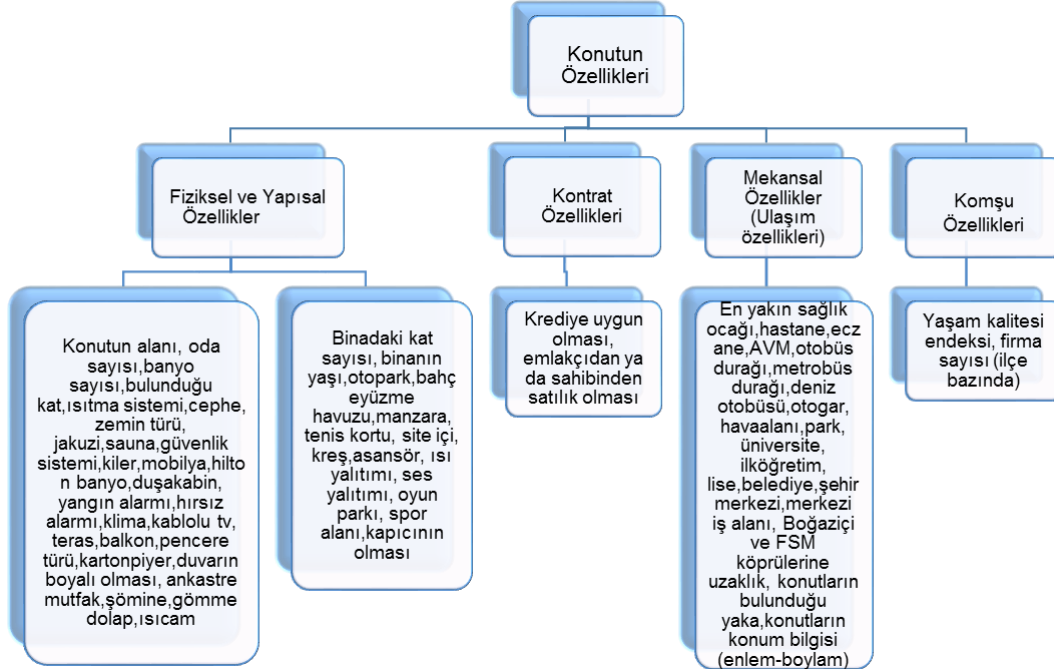 Konutun
Özellikleri
Fiziksel ve Yapısal
Özellikler
Kontrat
Özellikleri
Mekansal
Özellikler
(Ulaşım
özellikleri)
Komşu
Özellikleri
Konutun alanı, oda
sayısı,banyo
sayısı,bulunduğu
kat,ısıtma sistemi,cephe,
zemin türü,
jakuzi,sauna,güvenlik
sistemi,kiler,mobilya,hilto
n banyo,duşakabin,
yangın alarmı,hırsız
alarmı,klima,kablolu tv,
teras,balkon,pencere
türü,kartonpiyer,duvarın
boyalı olması, ankastre
mutfak,şömine,gömme
dolap,ısıcam
Binadaki kat
sayısı, binanın
yaşı,otopark,bahç
eyüzme
havuzu,manzara,
tenis kortu, site içi,
kreş,asansör, ısı
yalıtımı, ses
yalıtımı, oyun
parkı, spor
alanı,kapıcının
olması
Krediye uygun
olması,
emlakçıdan ya
da sahibinden
satılık olması
En yakın sağlık
ocağı,hastane,ecz
ane,AVM,otobüs
durağı,metrobüs
durağı,deniz
otobüsü,otogar,
havaalanı,park,
üniversite,
ilköğretim,
lise,belediye,şehir
merkezi,merkezi
iş alanı, Boğaziçi
ve FSM
köprülerine
uzaklık, konutların
bulunduğu
yaka,konutların
konum bilgisi
(enlem-boylam)
Yaşam kalitesi
endeksi, firma
sayısı (ilçe
bazında)